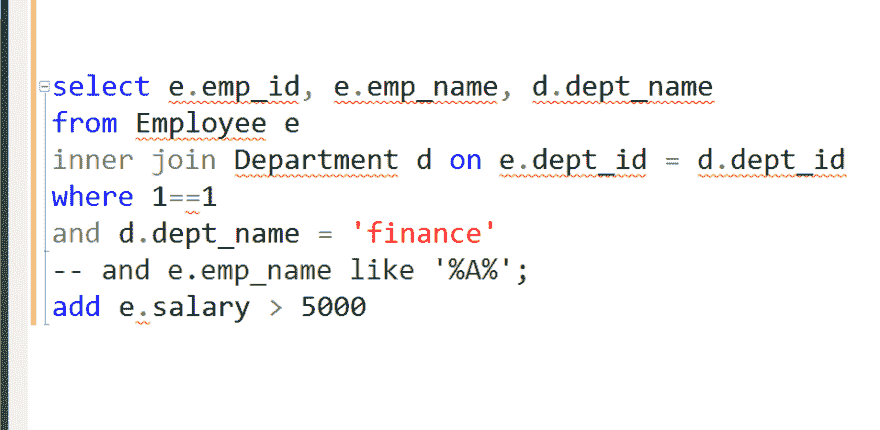 select e.emp_id, e.emp_name, d.dept_name
from Employee e
inner join Department d on e.dept_id = d.dept_id
where 1==1
and d.dept_name = 'finance'
-- and e.emp_name like '%A%';
add e.salary > 5000